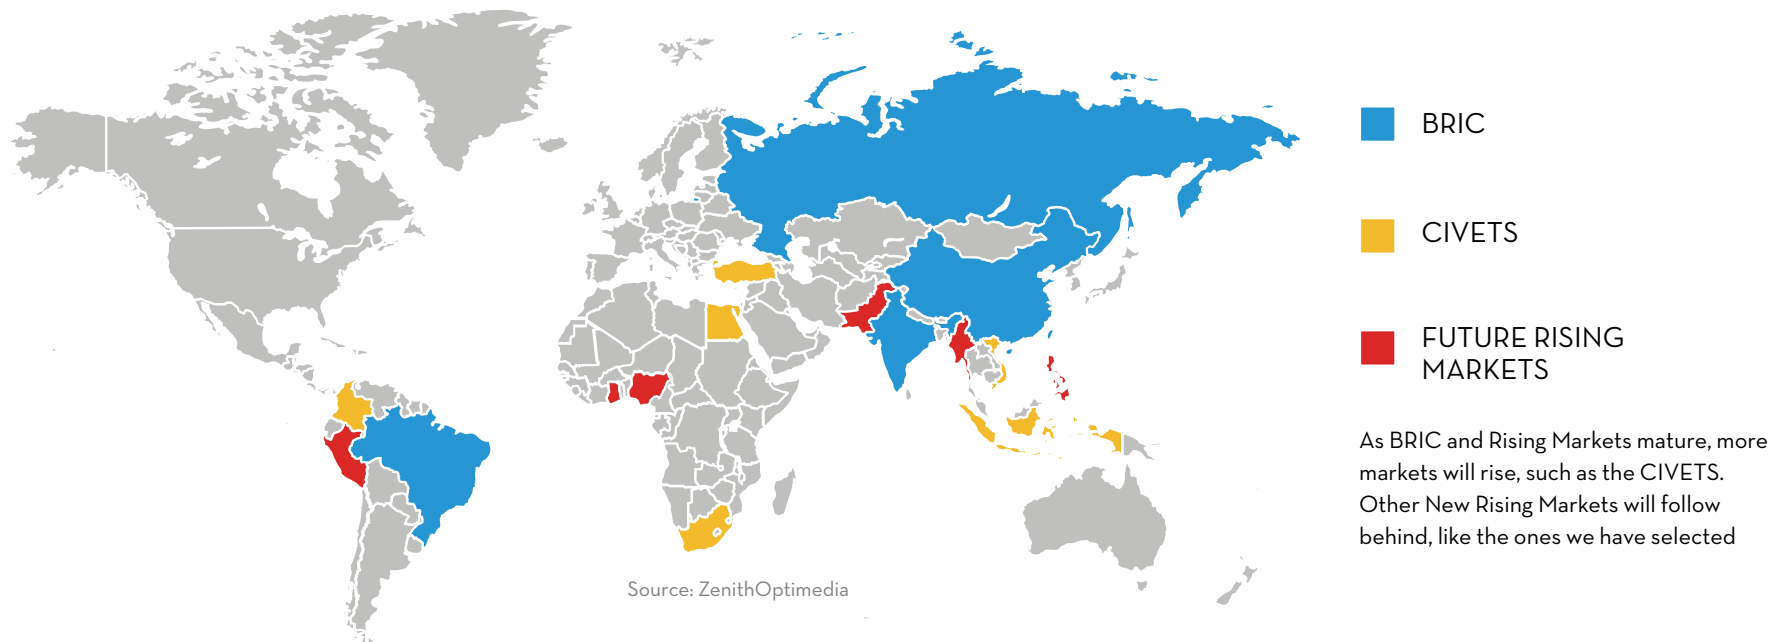 BRIC
CIVETS
FUTURE RISING
MARKETS
As BRIC and Rising Markets mature, more
markets will rise, such as the CIVETS.
Other New Rising Markets will follow
behind, like the ones we have selected
Source: ZenithOptimedia